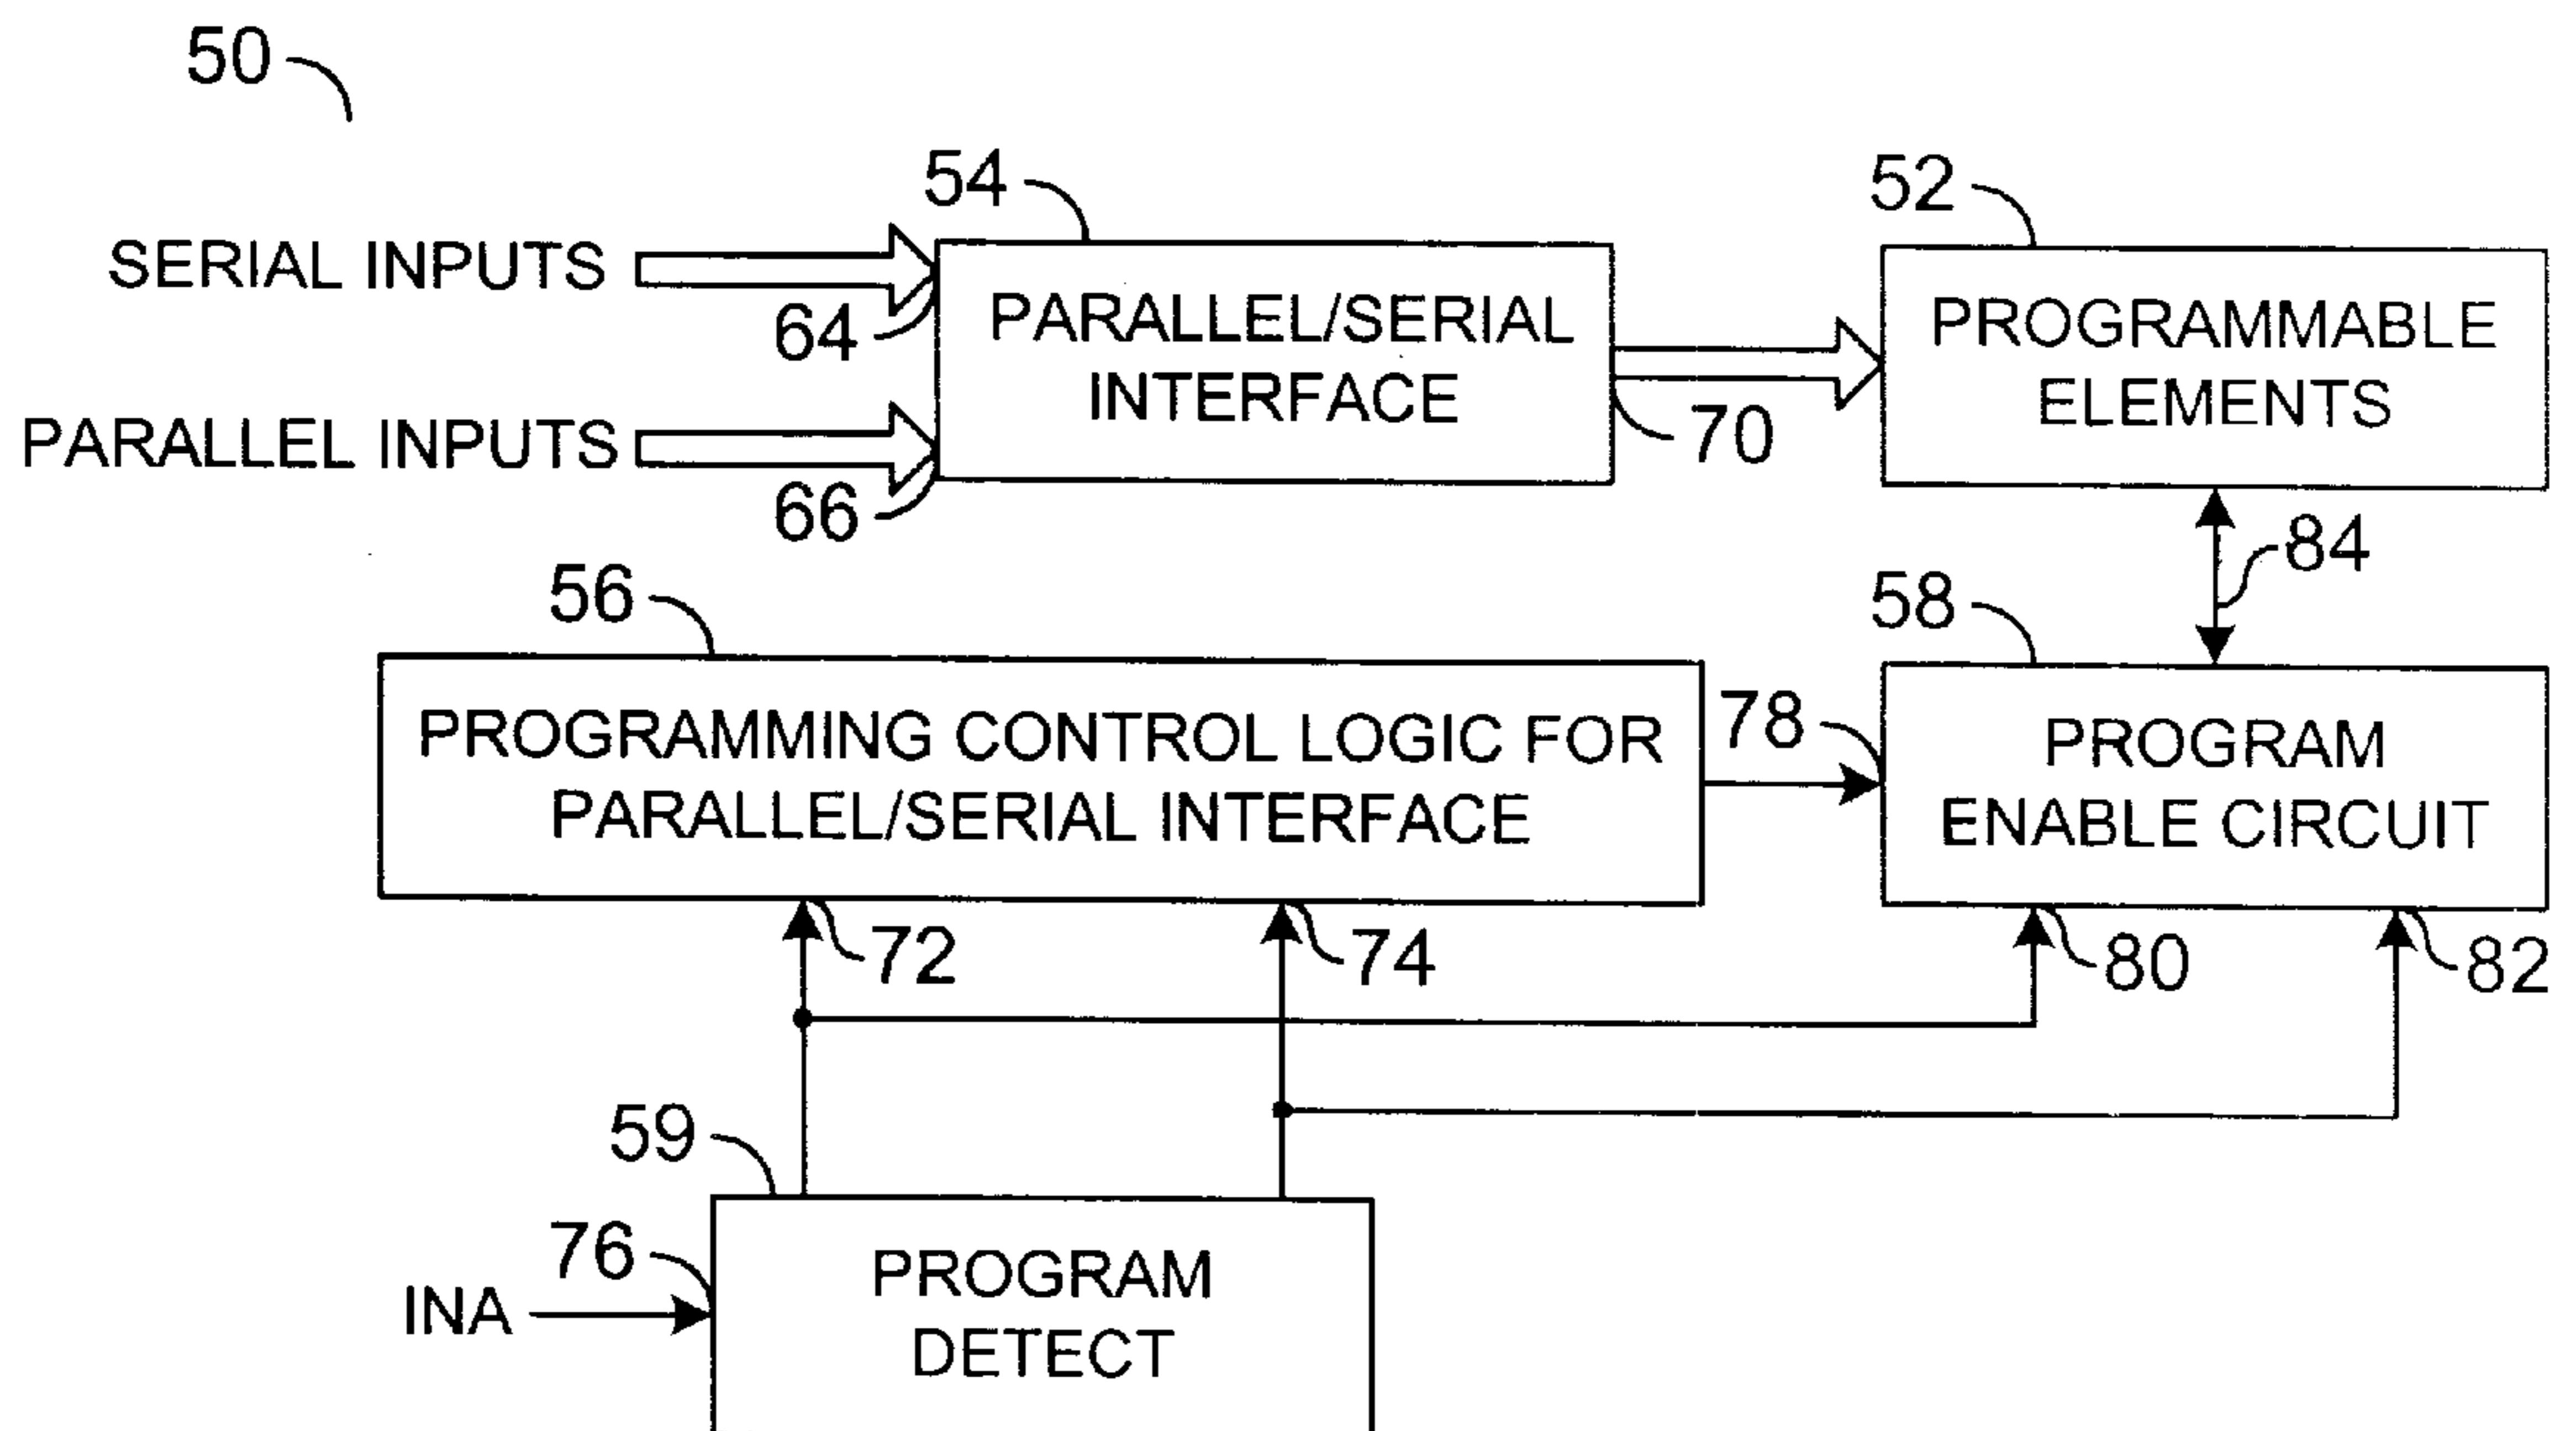 50
54
52
SERIAL INPUTS
64
PARALLEL/SERIAL
INTERFACE
PROGRAMMABLE
ELEMENTS
PARALLEL INPUTS
66
70
84
56
58
PROGRAMMING CONTROL LOGIC FOR
PARALLEL/SERIAL INTERFACE
78
PROGRAM
ENABLE CIRCUIT
72
74
80
82
59
76
INA
PROGRAM
DETECT